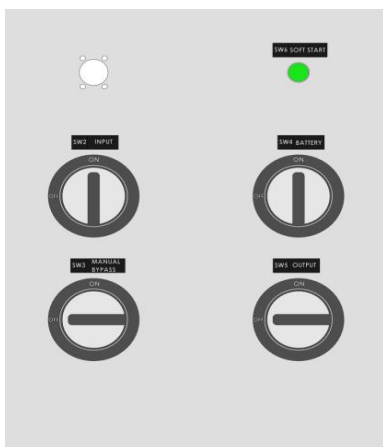 SW6 SOFT START
SW2 INPUT
ON
OFF
SW4 BATTERY
ON
OFF
SW3 MANUAL
BYPASS
ON
OFF
SW5 OUTPUT
ON
OFF